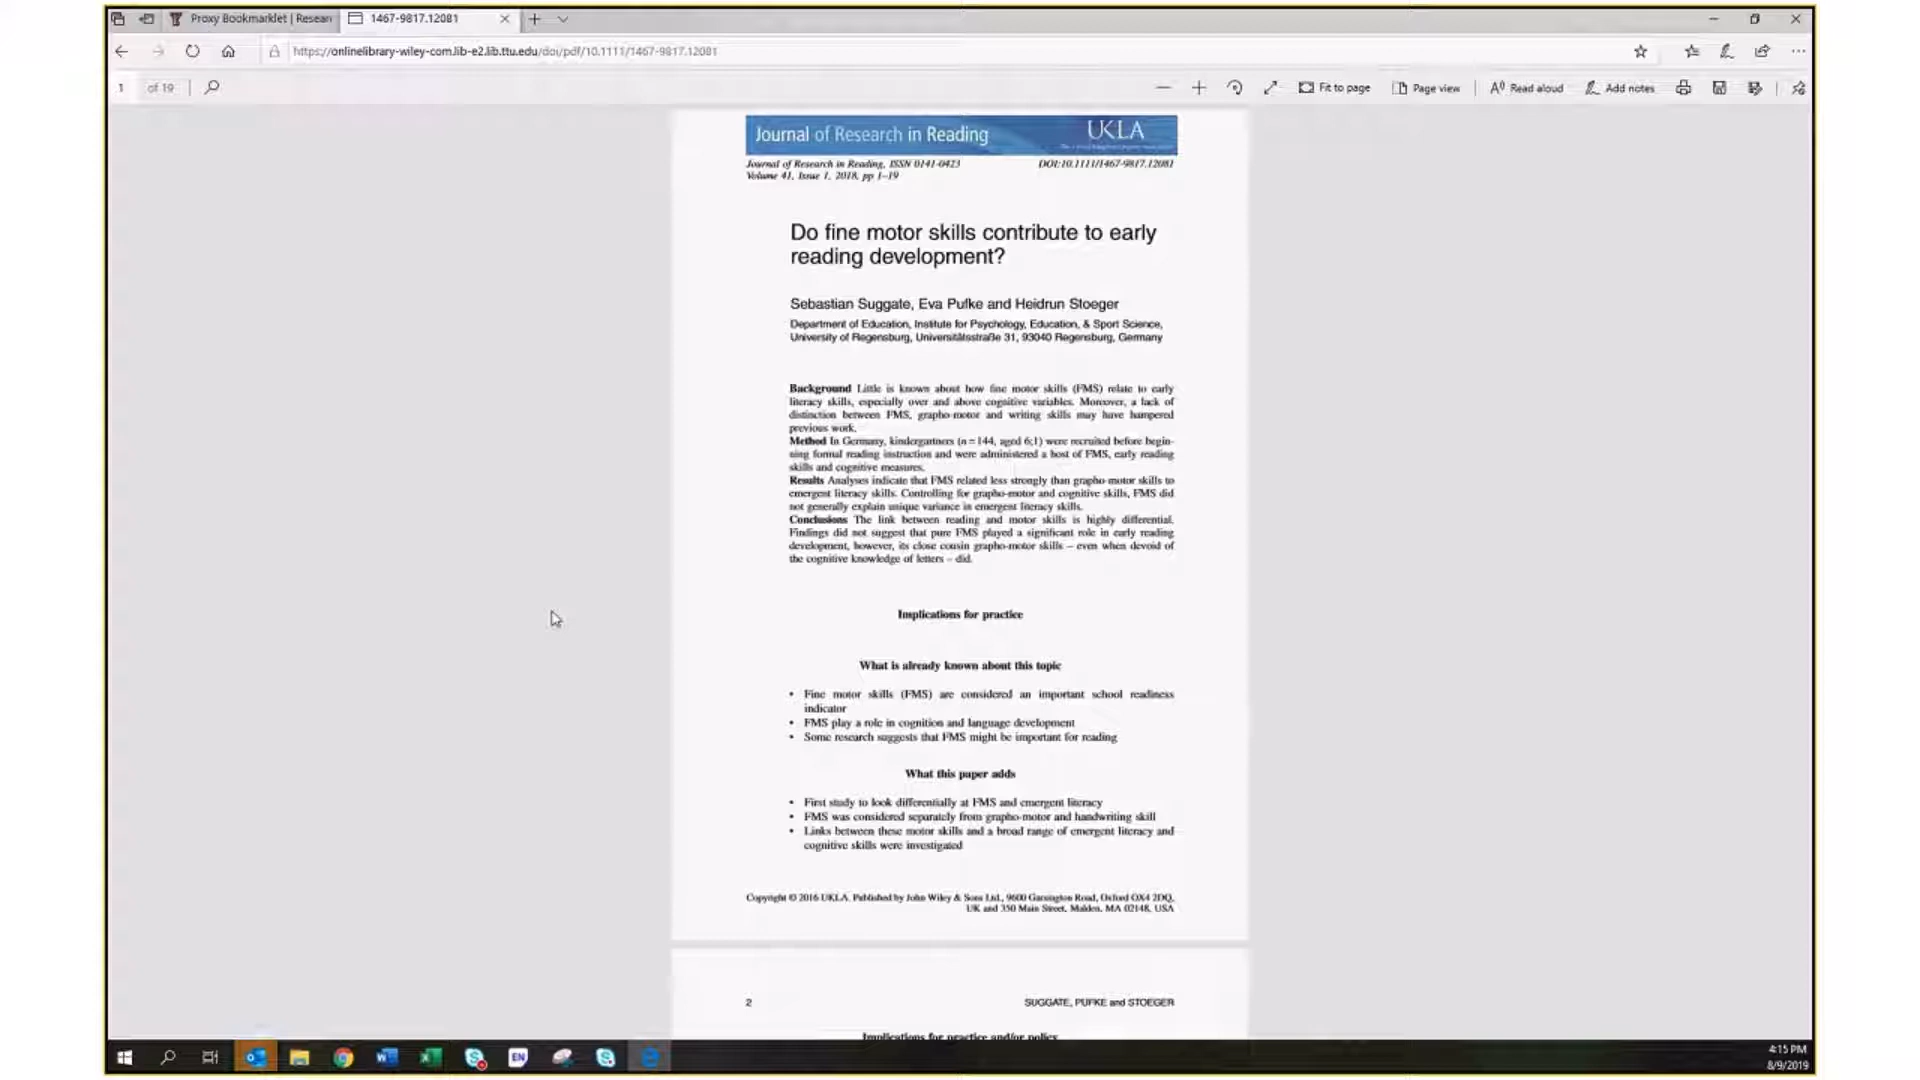 Proxy Bookmarklet | Resear
1467-9817.12081
https://onlinelibrary-wiley-com.lib-e2.lib.ttu.edu/doi/pdf/10.1111/1467-9817.12081
1 of 19
Fit to page
Page view
Read aloud
Add notes
Journal of Research in Reading
UKLA
Journal of Research in Reading, ISSN 0141-0423
DOI:10.1111/1467-9817.12081
Volume 41, Issue 1, 2018, pp 1–19
Do fine motor skills contribute to early
reading development?
Sebastian Suggate, Eva Pufke and Heidrun Stoeger
Department of Education, Institute for Psychology, Education, & Sport Science,
University of Regensburg, Universitätsstraße 31, 93040 Regensburg, Germany
Background Little is known about how fine motor skills (FMS) relate to early
literacy skills, especially over and above cognitive variables. Moreover, a lack of
distinction between FMS, grapho-motor and writing skills may have hampered
previous work.
Method In Germany, kindergartners (n = 144, aged 6;1) were recruited before begin-
ning formal reading instruction and were administered a host of FMS, early reading
skills and cognitive measures.
Results Analyses indicate that FMS related less strongly than grapho-motor skills to
emergent literacy skills. Controlling for grapho-motor and cognitive skills, FMS did
not generally explain unique variance in emergent literacy skills.
Conclusions The link between reading and motor skills is highly differential.
Findings did not suggest that pure FMS played a significant role in early reading
development, however, its close cousin grapho-motor skills – even when devoid of
the cognitive knowledge of letters – did.
Implications for practice
What is already known about this topic
• Fine motor skills (FMS) are considered an important school readiness
indicator
• FMS play a role in cognition and language development
• Some research suggests that FMS might be important for reading
What this paper adds
• First study to look differentially at FMS and emergent literacy
• FMS was considered separately from grapho-motor and handwriting skill
• Links between these motor skills and a broad range of emergent literacy and
cognitive skills were investigated
Copyright © 2016 UKLA. Published by John Wiley & Sons Ltd., 9600 Garsington Road, Oxford OX4 2DQ,
UK and 350 Main Street, Malden, MA 02148, USA
2
SUGGATE, PUFKE and STOEGER
Implications for practice and/or policy
EN
4:15 PM
8/9/2019